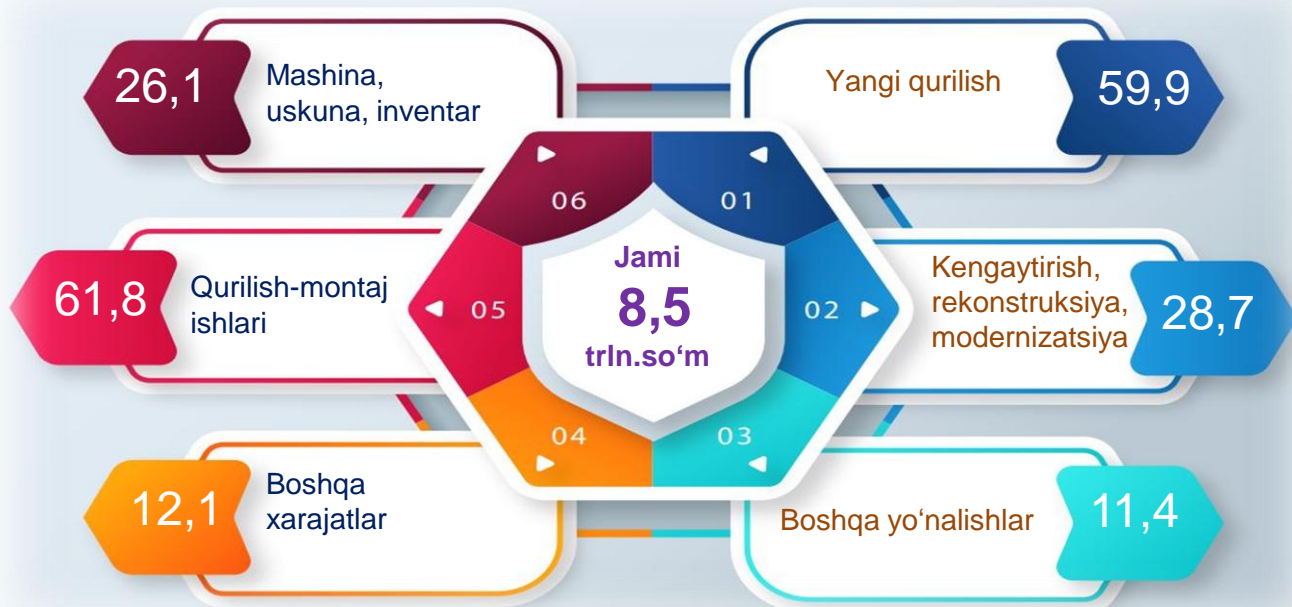 26,1
Mashina,
uskuna, inventar
Yangi qurilish
59,9
06
01
61,8
Qurilish-montaj
ishlari
05
Jami
8,5
trln.so‘m
02
Kengaytirish,
rekonstruksiya,
modernizatsiya
28,7
04
03
12,1
Boshqa
xarajatlar
Boshqa yo‘nalishlar
11,4